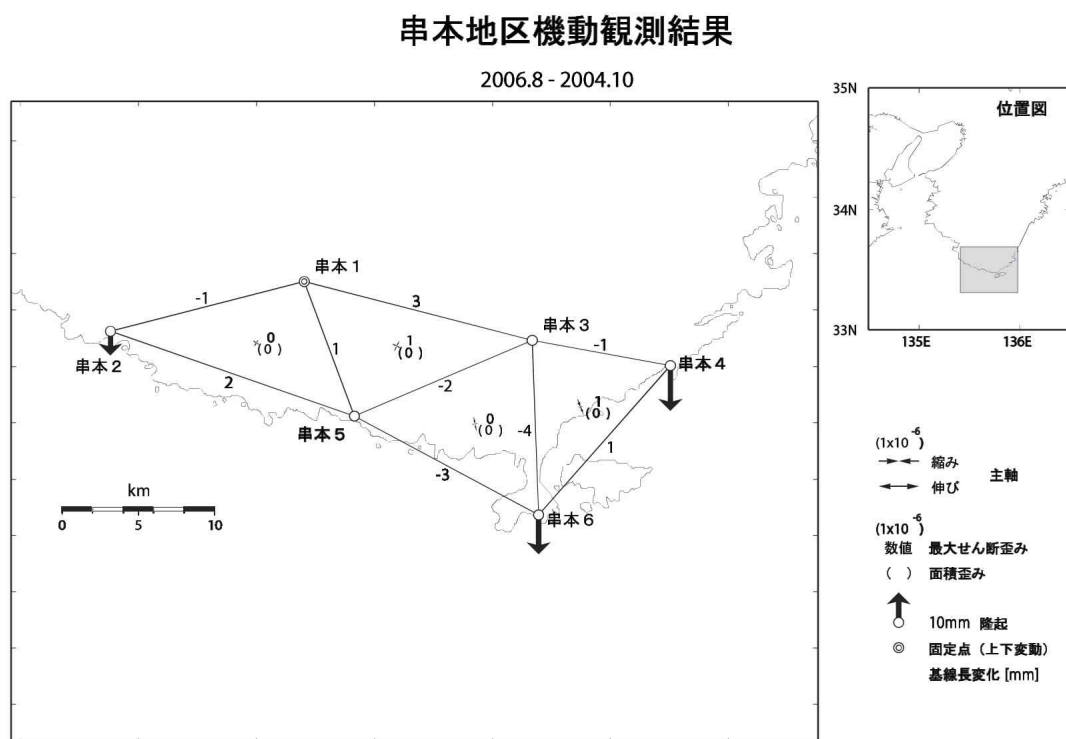 串本地区機動観測結果
2006.8 - 2004.10
串本1
-1
3
串本3
0
(0)
1
1
(0)
-1
串本2
串本4
2
-2
1
(0)
0
(0)
-4
串本5
1
-3
km
0 5 10
串本6
位置図
35N
34N
33N
135E 136E
(1x10-6)
縮み
主軸
伸び
(1x10-6)
数値 最大せん断歪み
( ) 面積歪み
10mm 隆起
固定点(上下変動)
基線長変化 [mm]